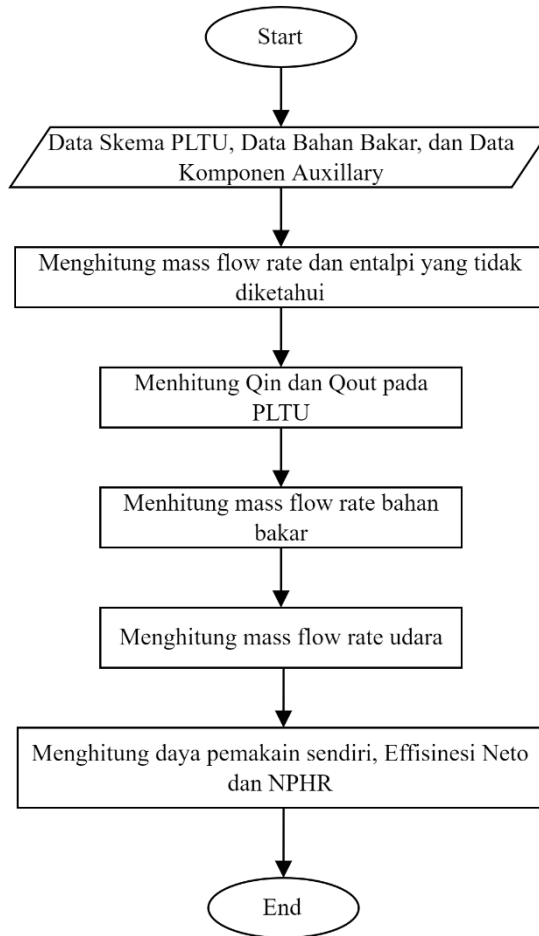 Start
Data Skema PLTU, Data Bahan Bakar, dan Data
Komponen Auxillary
Menghitung mass flow rate dan entalpi yang tidak
diketahui
Menhitung Qin dan Qout pada
PLTU
Menhitung mass flow rate bahan
bakar
Menghitung mass flow rate udara
Menghitung daya pemakain sendiri, Effisinesi Neto
dan NPHR
End